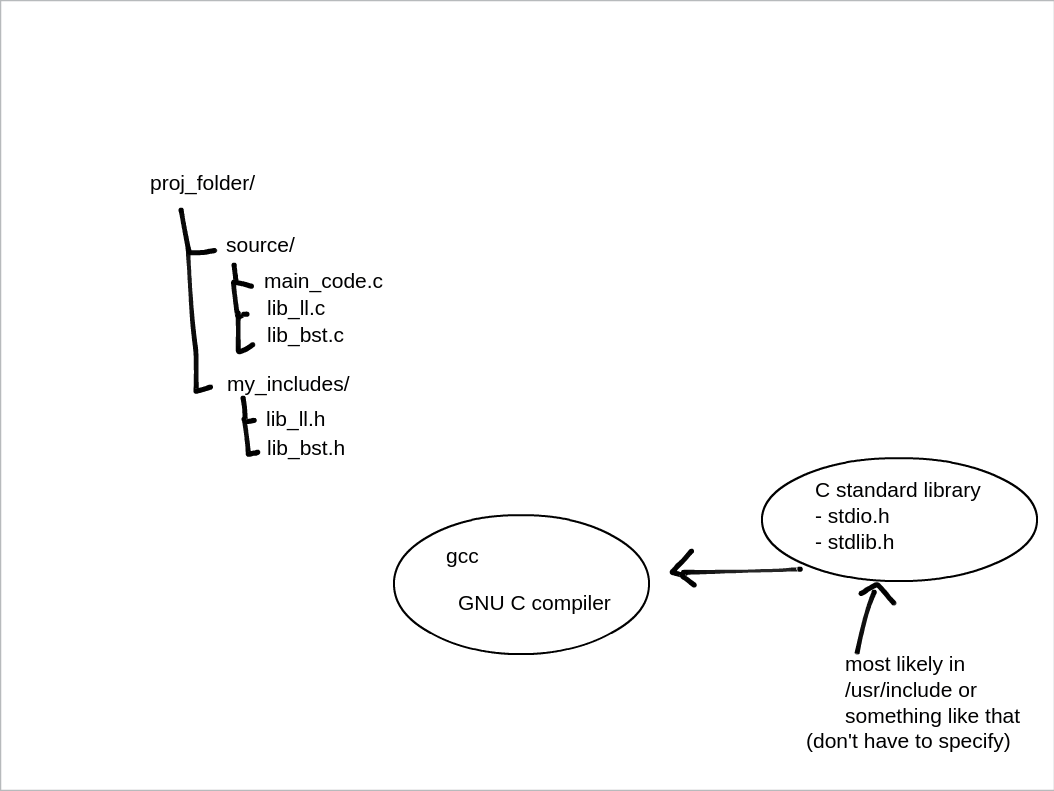 proj_folder/
source/
main_code.c
lib_ll.c
lib_bst.c
my_includes/
lib_ll.h
lib_bst.h
gcc
GNU C compiler
C standard library
- stdio.h
- stdlib.h
most likely in
/usr/include or
something like that
(don't have to specify)